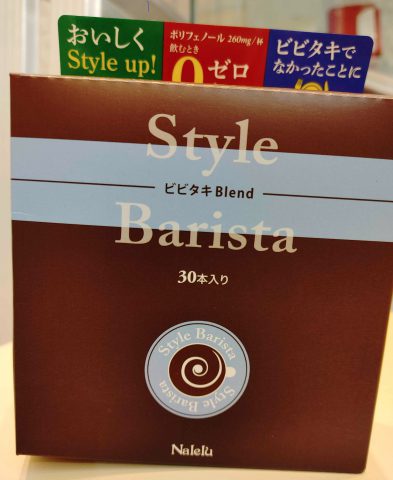 おいしく
Style up!
ポリフェノール 260mg/杯
飲むとき
0ゼロ
ビビタキで
なかったことに
Style
ビビタキBlend
Barista
30本入り
Style Barista
Style Barista
Nalelu